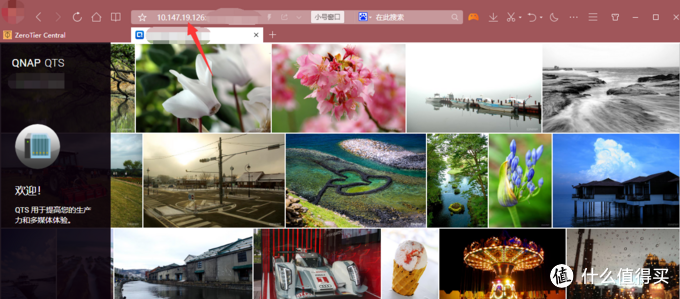 10.147.19.126:
小号窗口
在此搜索
ZeroTier Central
QNAP QTS
欢迎！
QTS 用于提高您的生产
力和多媒体体验。
值 什么值得买